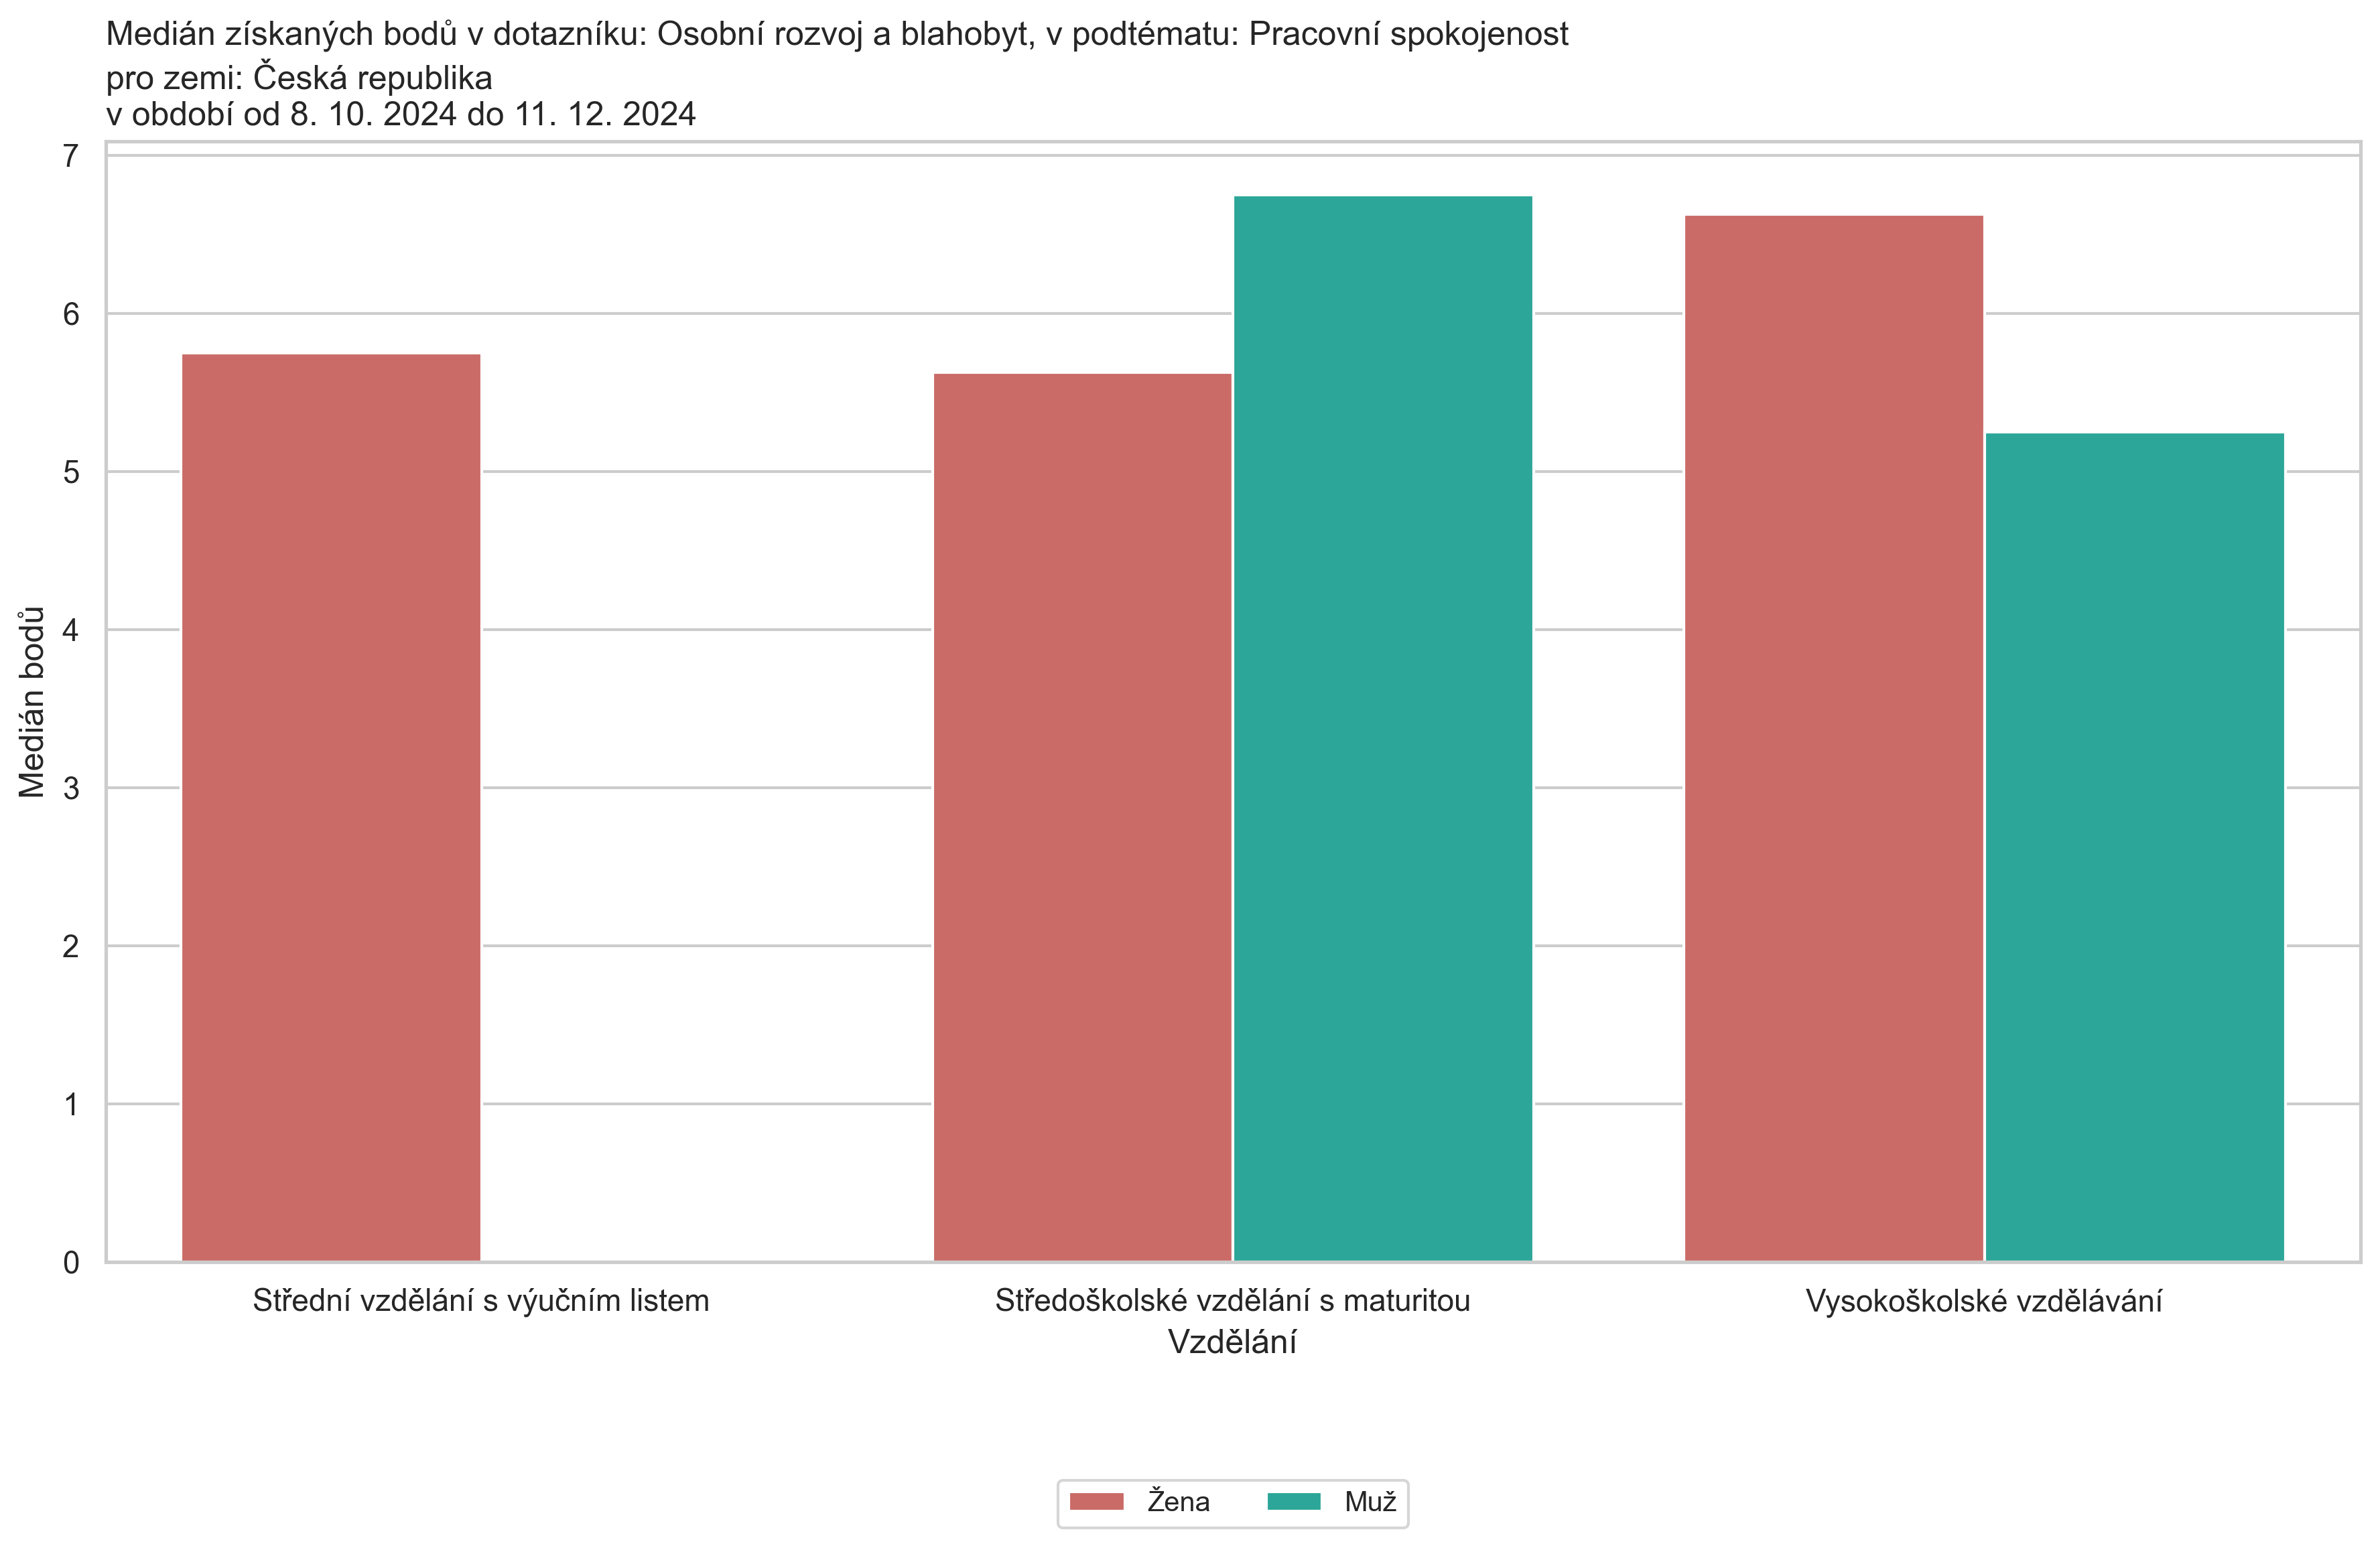 Medián získaných bodů v dotazníku: Osobní rozvoj a blahobyt, v podtématu: Pracovní spokojenost
pro zemi: Česká republika
v období od 8. 10. 2024 do 11. 12. 2024
7
6
5
4
3
2
1
0
Medián bodů
Střední vzdělání s výučním listem
Středoškolské vzdělání s maturitou
Vysokoškolské vzdělávání
Vzdělání
Žena
Muž